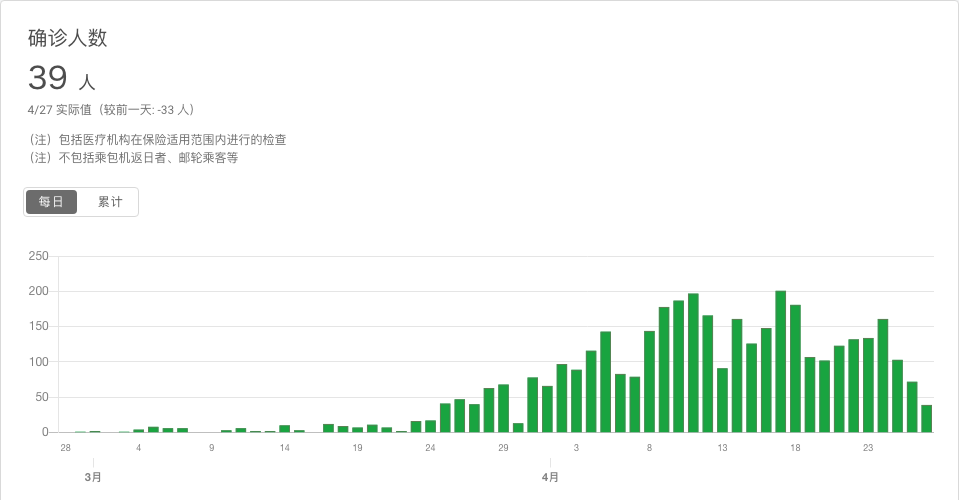 确诊人数
39 人
4/27 实际值（较前一天: -33 人）
（注）包括医疗机构在保险适用范围内进行的检查
（注）不包括乘包机返日者、邮轮乘客等
每日 累计
250
200
150
100
50
0
28 4 9 14 19 24 29 3 8 13 18 23
3月 4月